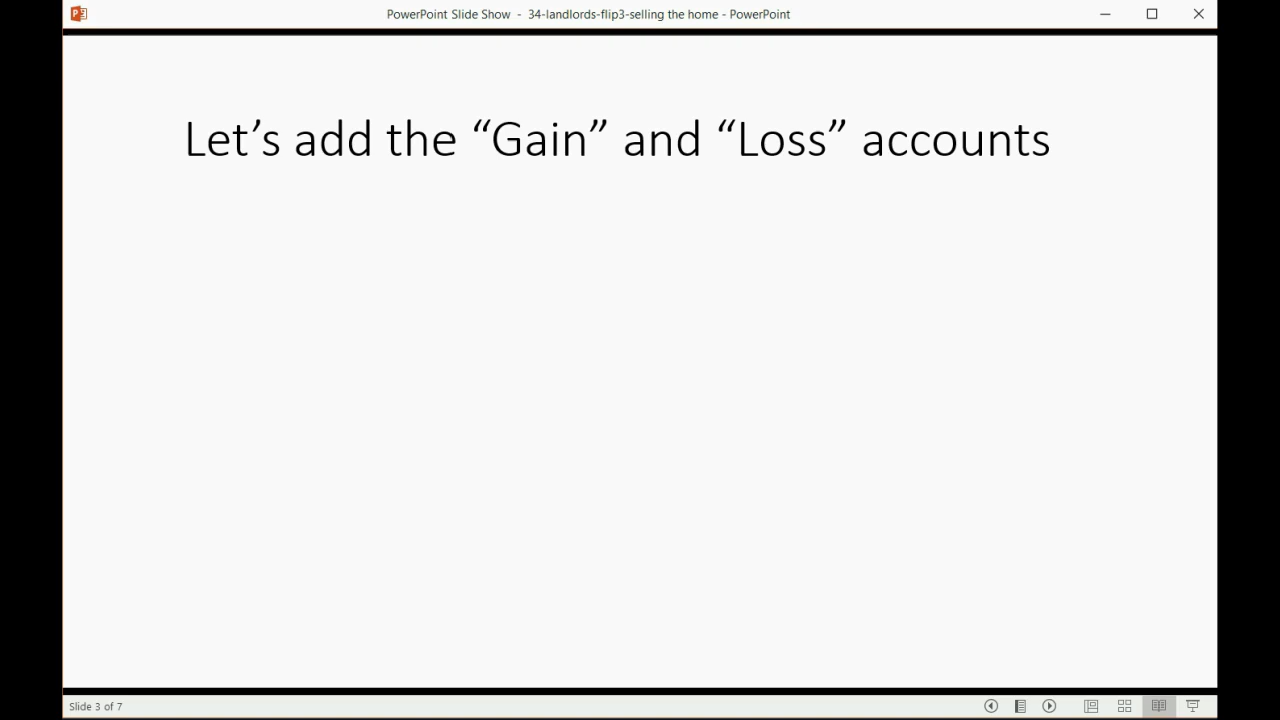 PowerPoint Slide Show - 34-landlords-flip3-selling the home - PowerPoint
Let’s add the “Gain” and “Loss” accounts
Slide 3 of 7